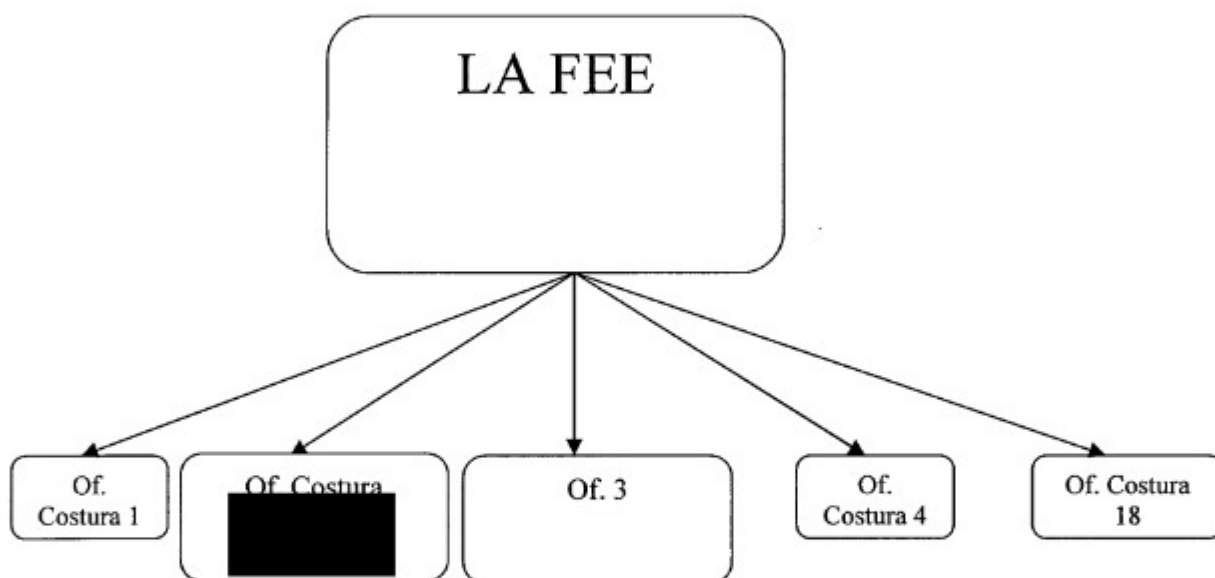 LA FEE
Of.
Costura 1
Of. Costura
Of. 3
Of.
Costura 4
Of. Costura
18